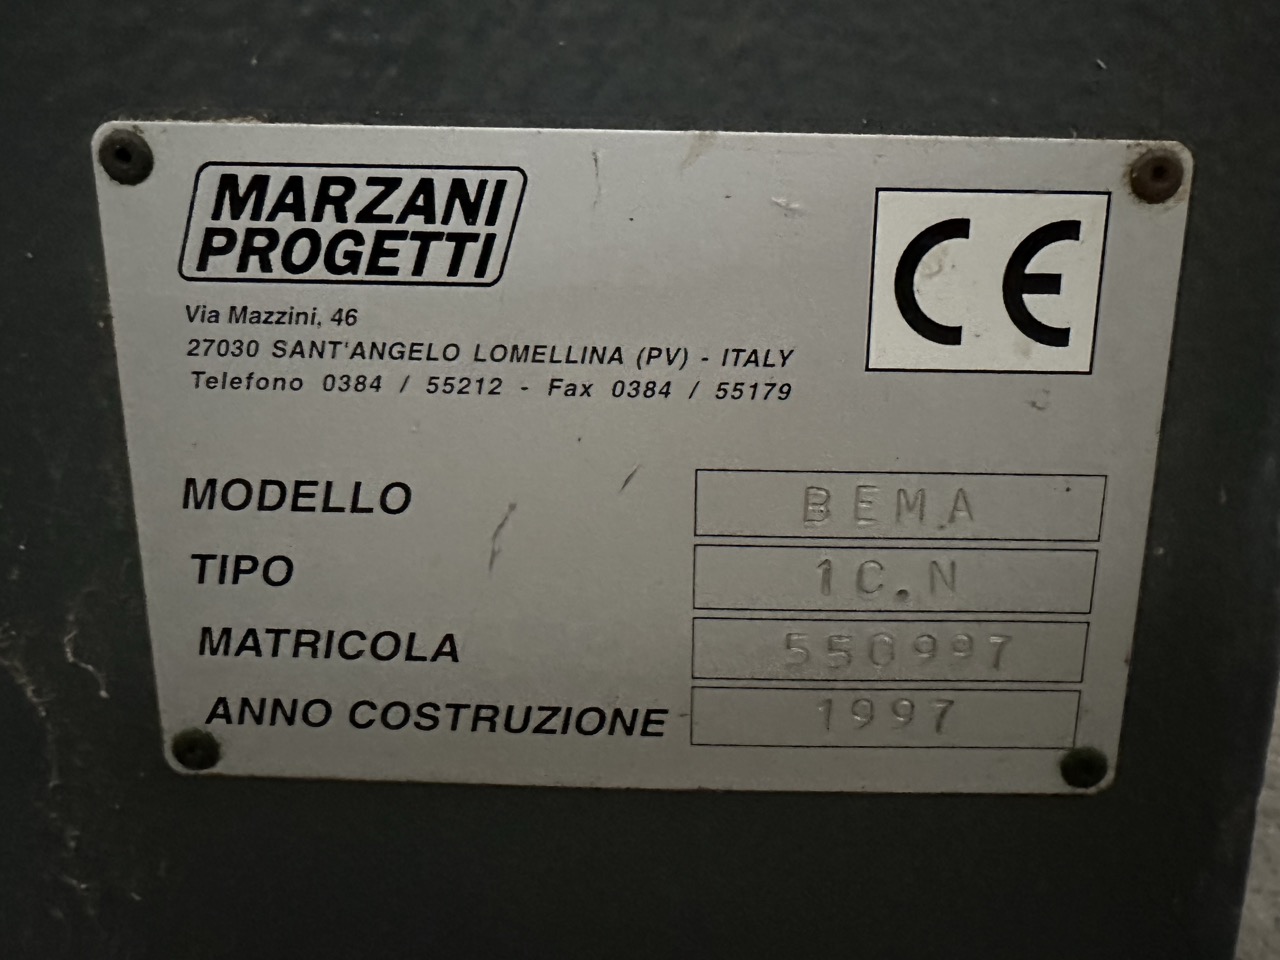 MARZANI
PROGETTI
CE
Via Mazzini, 46
27030 SANT'ANGELO LOMELLINA (PV) - ITALY
Telefono 0384 / 55212 - Fax 0384 / 55179
MODELLO BEMA
TIPO 1C.N
MATRICOLA 550997
ANNO COSTRUZIONE 1997